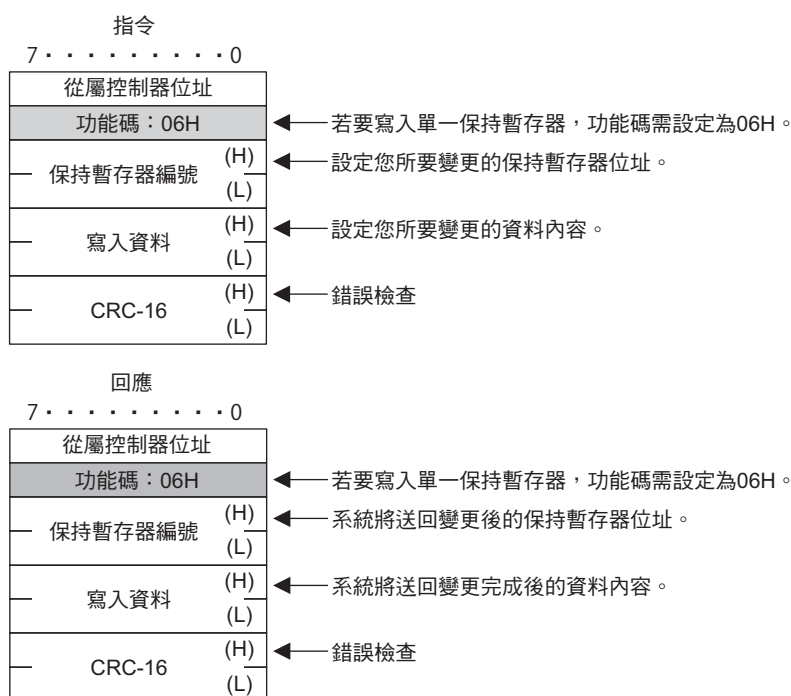 指令
7・・・・・・・・・0
從屬控制器位址
功能碼：06H
若要寫入單一保持暫存器，功能碼需設定為06H。
保持暫存器編號
(H)
(L)
設定您所要變更的保持暫存器位址。
寫入資料
(H)
(L)
設定您所要變更的資料內容。
CRC-16
(H)
(L)
錯誤檢查
回應
7・・・・・・・・・0
從屬控制器位址
功能碼：06H
若要寫入單一保持暫存器，功能碼需設定為06H。
保持暫存器編號
(H)
(L)
系統將送回變更後的保持暫存器位址。
寫入資料
(H)
(L)
系統將送回變更完成後的資料內容。
CRC-16
(H)
(L)
錯誤檢查